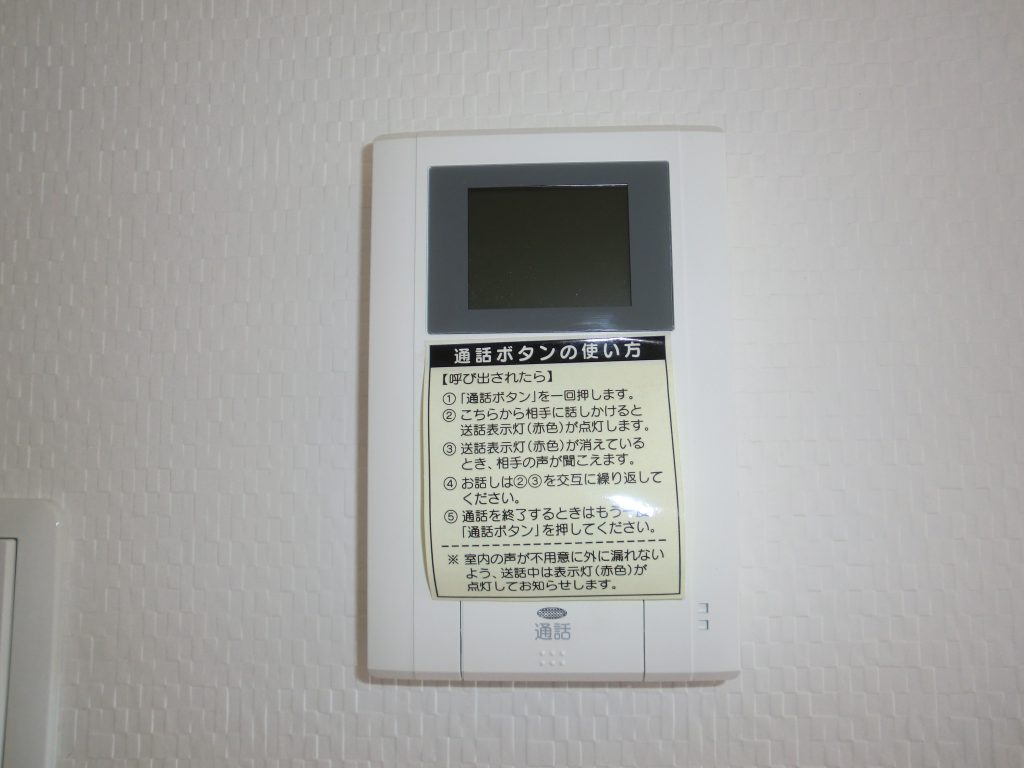 通話ボタンの使い方
【呼び出されたら】
①「通話ボタン」を一回押します。
② こちらから相手に話しかけると
送話表示灯(赤色)が点灯します。
③ 送話表示灯(赤色)が消えている
とき、相手の声が聞こえます。
④ お話しは②③を交互に繰り返して
ください。
⑤ 通話を終了するときはもう一度
「通話ボタン」を押してください。
※ 室内の声が不用意に外に漏れない
よう、送話中は表示灯(赤色)が
点灯してお知らせします。
通話